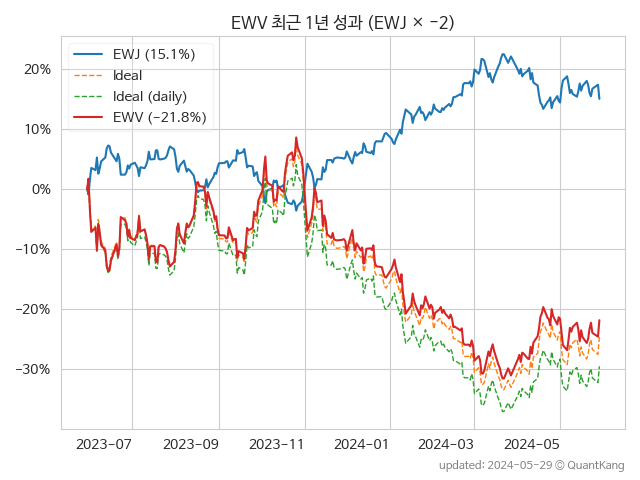 EWV 최근 1년 성과 (EWJ × −2)
EWJ (15.1%)
Ideal
Ideal (daily)
EWV (−21.8%)
20%
10%
0%
−10%
−20%
−30%
2023−07
2023−09
2023−11
2024−01
2024−03
2024−05
updated: 2024-05-29 © QuantKang